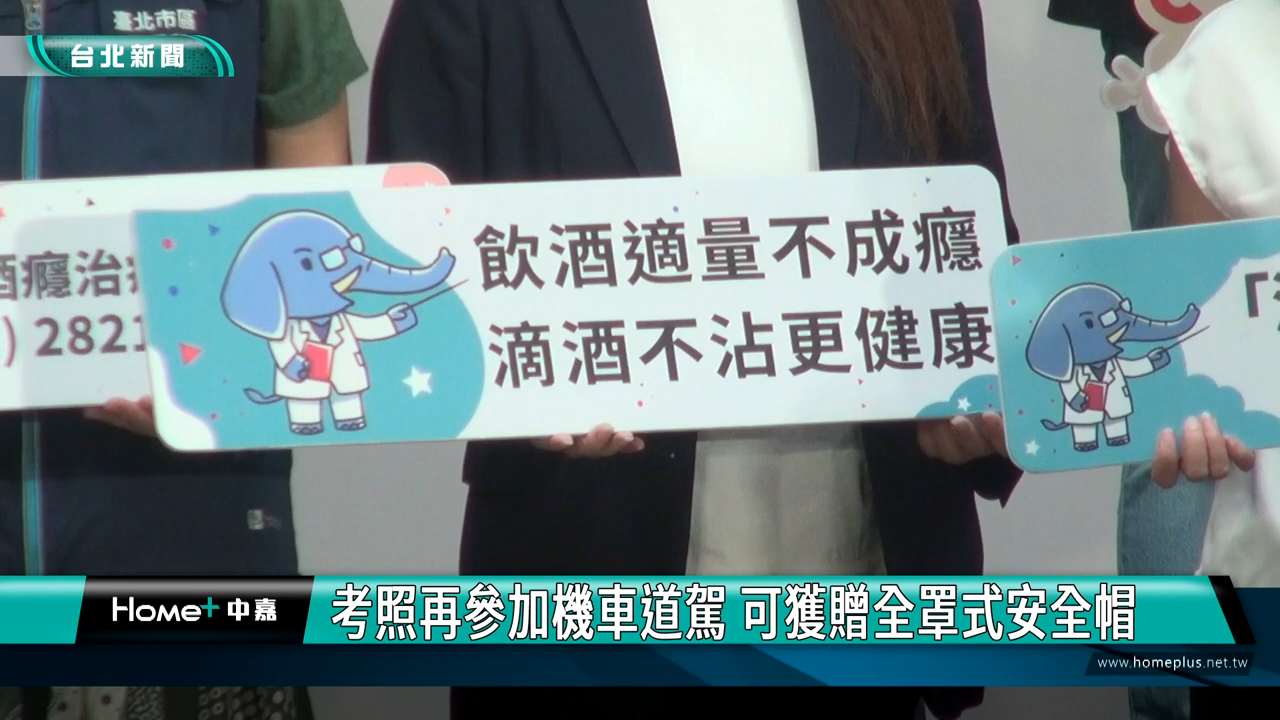 臺北市區
台北新聞
飲酒適量不成癮
滴酒不沾更健康
酒癮治
) 2821
「
Home+ 中嘉
考照再參加機車道駕 可獲贈全罩式安全帽
www.homeplus.net.tw